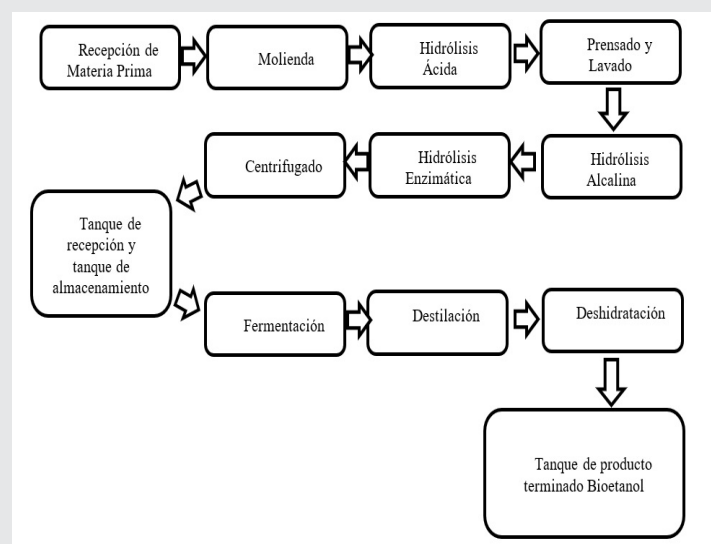 Recepción de
Materia Prima
Molienda
Hidrólisis
Ácida
Prensado y
Lavado
Hidrólisis
Alcalina
Hidrólisis
Enzimática
Centrifugado
Tanque de
recepción y
tanque de
almacenamiento
Fermentación
Destilación
Deshidratación
Tanque de producto
terminado Bioetanol